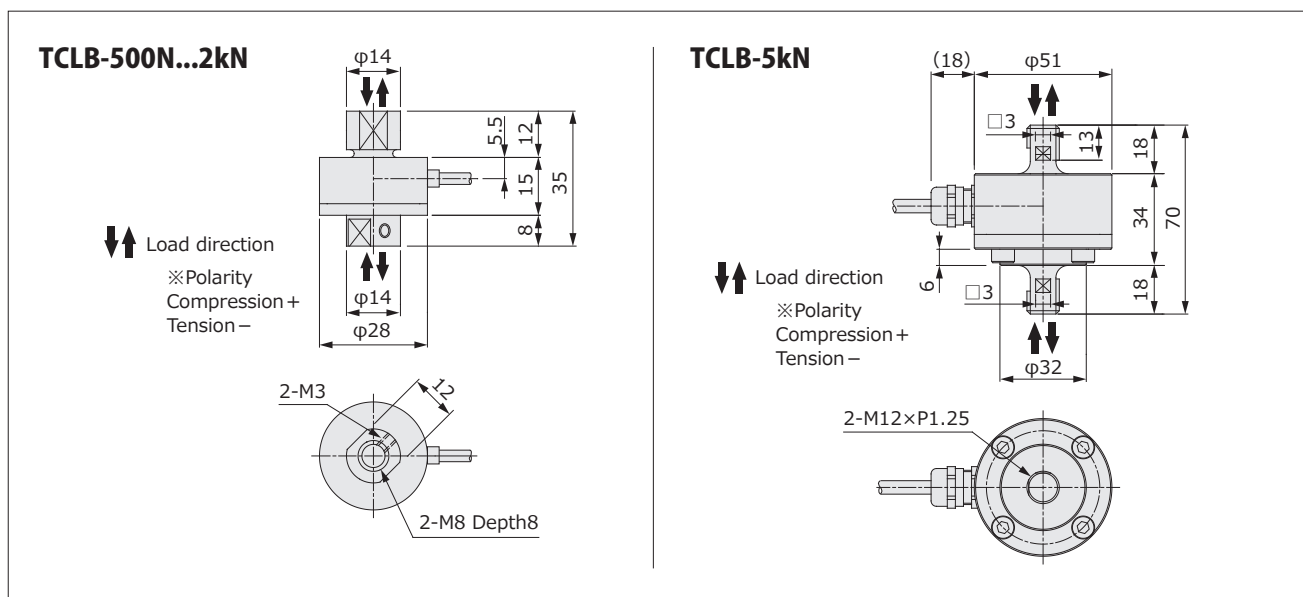 TCLB-500N...2kN
φ14
5.5
12
15
35
8
Load direction
※Polarity
Compression+
Tension−
φ14
φ28
2-M3
12
2-M8 Depth8
TCLB-5kN
(18)
φ51
□3
13
18
34
70
6
18
Load direction
□3
※Polarity
Compression+
Tension−
φ32
2-M12×P1.25